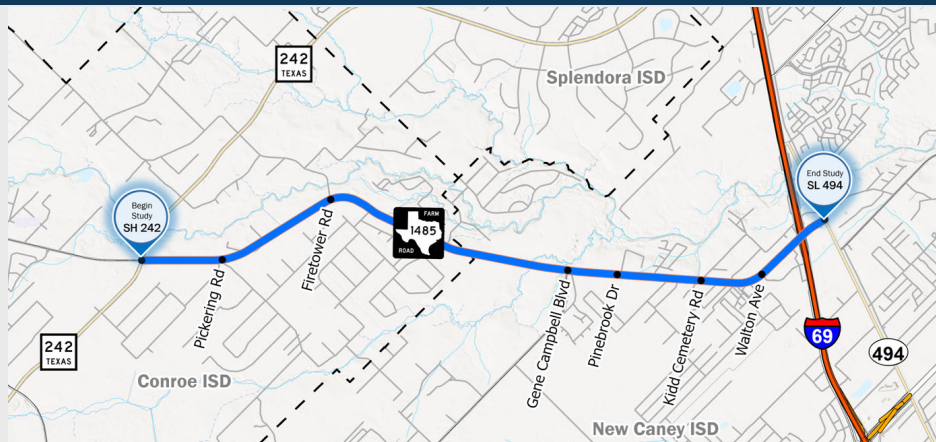 242
TEXAS
Splendora ISD
End Study
SL 494
Begin
Study
SH 242
Firetower Rd
FARM
1485
ROAD
Pickering Rd
Gene Campbell Blvd
Pinebrook Dr
Kidd Cemetery Rd
Walton Ave
69
494
242
TEXAS
Conroe ISD
New Caney ISD